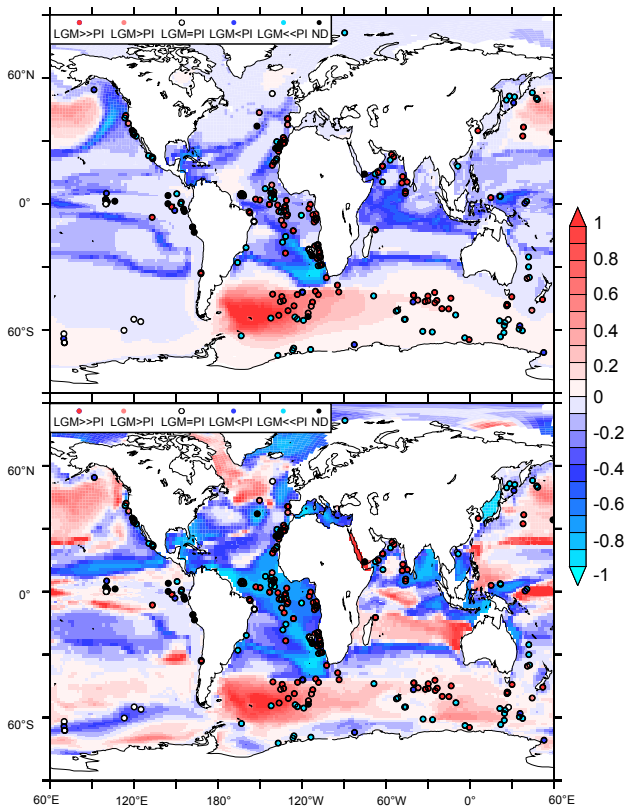 LGM>>PI LGM>PI LGM=PI LGM<PI LGM<<PI ND
60°N
0°
60°S
LGM>>PI LGM>PI LGM=PI LGM<PI LGM<<PI ND
60°N
0°
60°S
60°E 120°E 180° 120°W 60°W 0° 60°E
1
0.8
0.6
0.4
0.2
0
-0.2
-0.4
-0.6
-0.8
-1